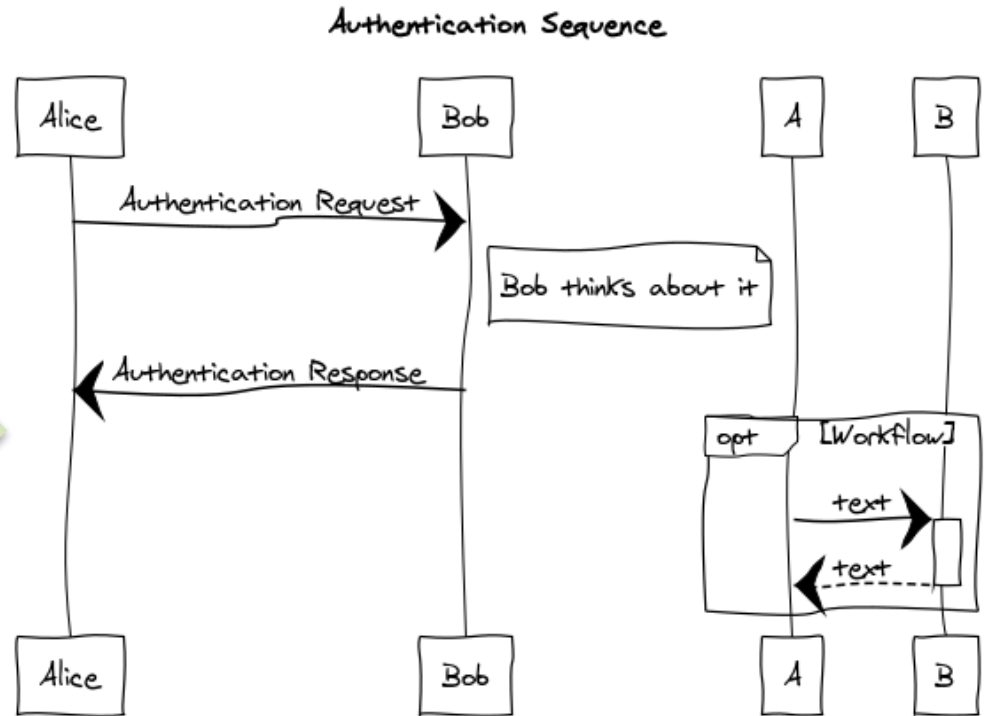 Authentication Sequence
Alice
Bob
A
B
Authentication Request
Bob thinks about it
Authentication Response
opt
[Workflow]
text
text
Alice
Bob
A
B